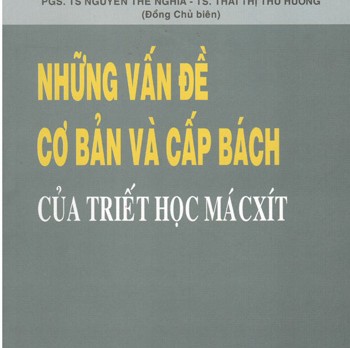 PGS. TS NGUYỄN THẾ NGHĨA - TS. THÁI THỊ THU HƯƠNG
(Đồng Chủ biên)
NHỮNG VẤN ĐỀ
CƠ BẢN VÀ CẤP BÁCH
CỦA TRIẾT HỌC MÁCXÍT